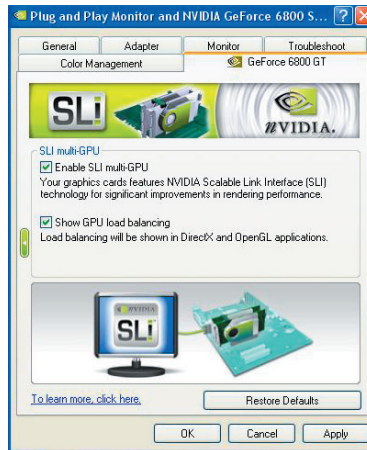 Plug and Play Monitor and NVIDIA GeForce 6800 S...
General Adapter Monitor Troubleshoot
Color Management GeForce 6800 GT
SLI
NVIDIA.
SLI multi-GPU
Enable SLI multi-GPU
Your graphics cards features NVIDIA Scalable Link Interface (SLI)
technology for significant improvements in rendering performance.
Show GPU load balancing
Load balancing will be shown in DirectX and OpenGL applications.
NVIDIA
SLI
To learn more, click here.
Restore Defaults
OK Cancel Apply